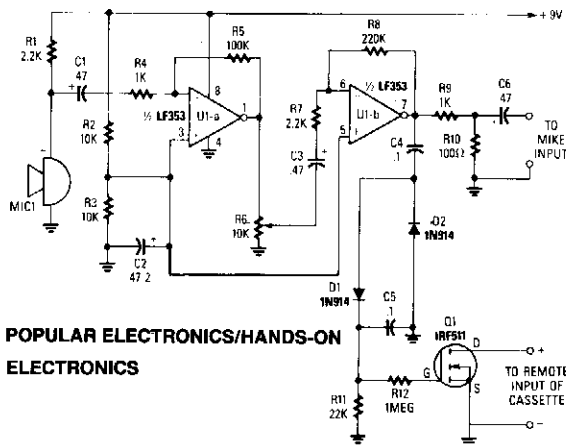 +9V
R1
2.2K
C1
47
+
R4
1K
R5
100K
½ LF353
U1-a
8
1
3
4
R2
10K
R3
10K
MIC1
C2
47.2
+
R6
10K
R8
220K
½ LF353
U1-b
6
7
5
+
R7
2.2K
C3
.47
+
R9
1K
C6
47
+
R10
100Ω
TO
MIKE
INPUT
C4
.1
D2
1N914
D1
1N914
C5
.1
Q1
IRF511
D
G
S
R12
1MEG
R11
22K
+
TO REMOTE
INPUT OF
CASSETTE
−
POPULAR ELECTRONICS/HANDS-ON
ELECTRONICS